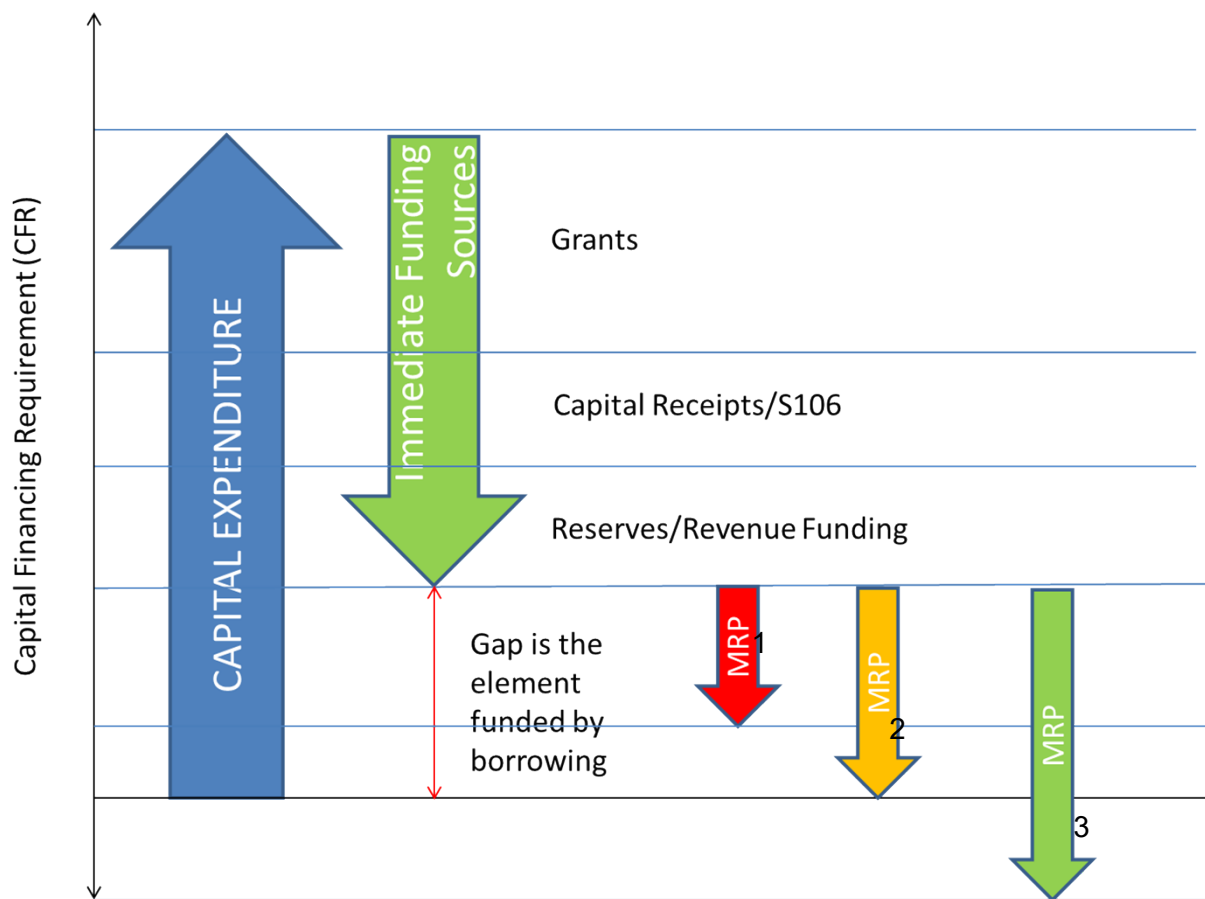 Capital Financing Requirement (CFR)
CAPITAL EXPENDITURE
Immediate Funding
Sources
Grants
Capital Receipts/S106
Reserves/Revenue Funding
Gap is the
element
funded by
borrowing
MRP
1
MRP
2
MRP
3